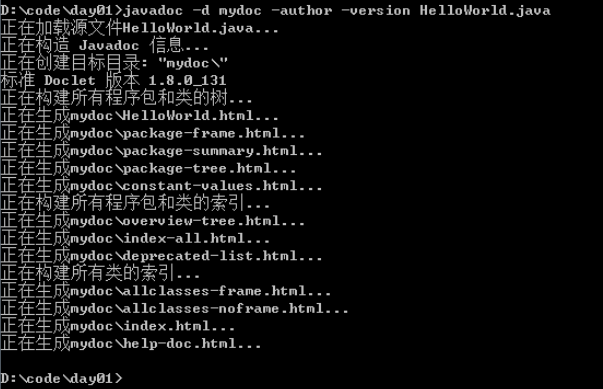 D:\code\day01>javadoc -d mydoc -author -version HelloWorld.java
正在加载源文件HelloWorld.java...
正在构造 Javadoc 信息...
正在创建目标目录: "mydoc\"
标准 Doclet 版本 1.8.0_131
正在构建所有程序包和类的树...
正在生成mydoc\HelloWorld.html...
正在生成mydoc\package-frame.html...
正在生成mydoc\package-summary.html...
正在生成mydoc\package-tree.html...
正在生成mydoc\constant-values.html...
正在构建所有程序包和类的索引...
正在生成mydoc\overview-tree.html...
正在生成mydoc\index-all.html...
正在生成mydoc\deprecated-list.html...
正在构建所有类的索引...
正在生成mydoc\allclasses-frame.html...
正在生成mydoc\allclasses-noframe.html...
正在生成mydoc\index.html...
正在生成mydoc\help-doc.html...
D:\code\day01>